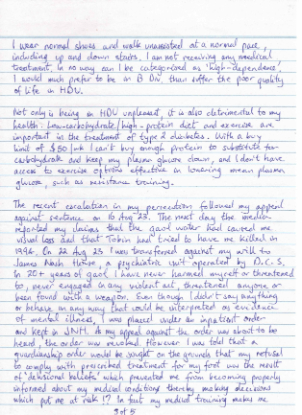 I wear normal shoes and walk unassisted at a normal pace,
including up and down stairs. I am not receiving any medical
treatment. In no way can I be categorised as 'high-dependence'.
I would much prefer to be in B Div than suffer the poor quality
of life in HDU.
Not only is being in HDU unpleasant, it is also detrimental to my
health: low-carbohydrate/high-protein diet and exercise are
important in the treatment of type 2 diabetes. With a buy
limit of $50/wk I can't buy enough protein to substitute for
carbohydrate and keep my plasma glucose down, and I don't have
access to exercise options effective in lowering mean plasma
glucose, such as resistance training.
The recent escalation in my persecution followed my appeal
against sentence on 16 Aug 23. The next day the media
reported my claims that the gaol water had caused me
visual loss and that Tobin had tried to have me killed in
1996. On 22 Aug 23 I was transferred against my will to
James Nash House, a psychiatric unit operated by D.C.S.
In 20+ years of gaol I have never harmed myself or threatened
to, never engaged in any violent act, threatened anyone, or
been found with a weapon. Even though I didn't say anything
or behave in any way that could be interpreted as evidence
of mental illness, I was placed under an inpatient order
and kept in JNH. As my appeal against the order was about to be
heard, the order was revoked. However I was told that a
guardianship order would be sought on the grounds that my refusal
to comply with prescribed treatment for my foot was the result
of 'delusional beliefs' which prevented me from becoming properly
informed about my medical conditions thereby making decisions
which put me at risk !? In fact my medical training makes me
3 of 5